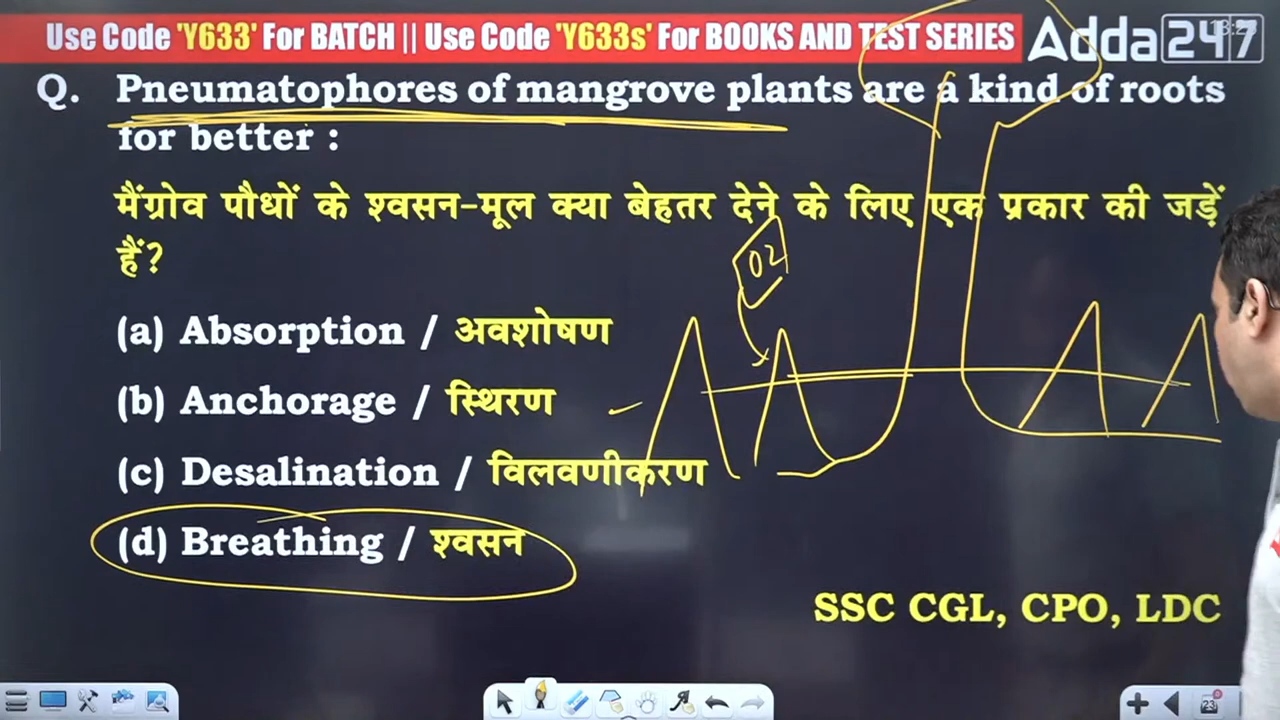 Use Code 'Y633' For BATCH || Use Code 'Y633s' For BOOKS AND TEST SERIES
Adda247
Q. Pneumatophores of mangrove plants are a kind of roots
for better :
मैंग्रोव पौधों के श्वसन-मूल क्या बेहतर देने के लिए एक प्रकार की जड़ें
हैं?
O2
(a) Absorption / अवशोषण
(b) Anchorage / स्थिरण
(c) Desalination / विलवणीकरण
(d) Breathing / श्वसन
SSC CGL, CPO, LDC
23